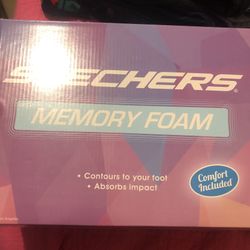 SKECHERS
MEMORY FOAM
• Contours to your foot
• Absorbs impact
Comfort
Included